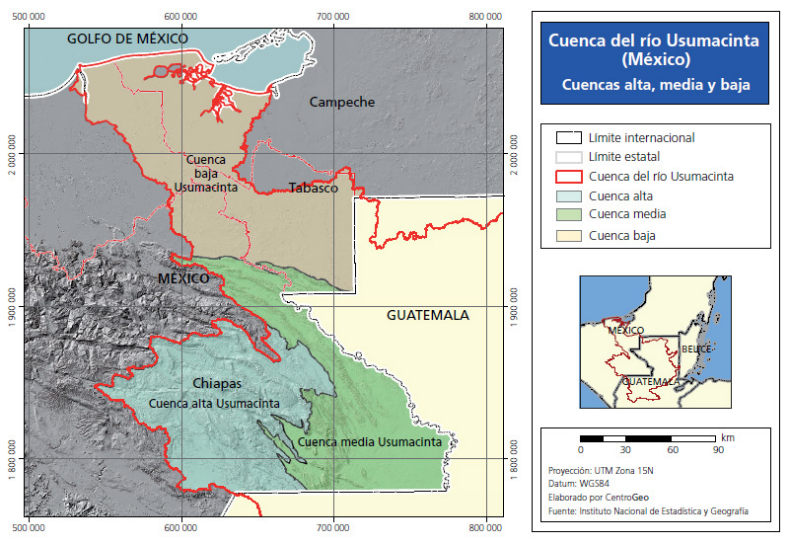 500 000
600 000
700 000
800 000
GOLFO DE MÉXICO
Campeche
2 000 000
2 000 000
Cuenca
baja
Usumacinta
Tabasco
MÉXICO
1 900 000
1 900 000
GUATEMALA
Chiapas
Cuenca alta Usumacinta
Cuenca media Usumacinta
1 800 000
1 800 000
500 000
600 000
700 000
800 000
Cuenca del río Usumacinta
(México)
Cuencas alta, media y baja
Límite internacional
Límite estatal
Cuenca del río Usumacinta
Cuenca alta
Cuenca media
Cuenca baja
MÉXICO
BELICE
GUATEMALA
km
0 30 60 90
Proyección: UTM Zona 15N
Datum: WGS84
Elaborado por CentroGeo
Fuente: Instituto Nacional de Estadística y Geografía